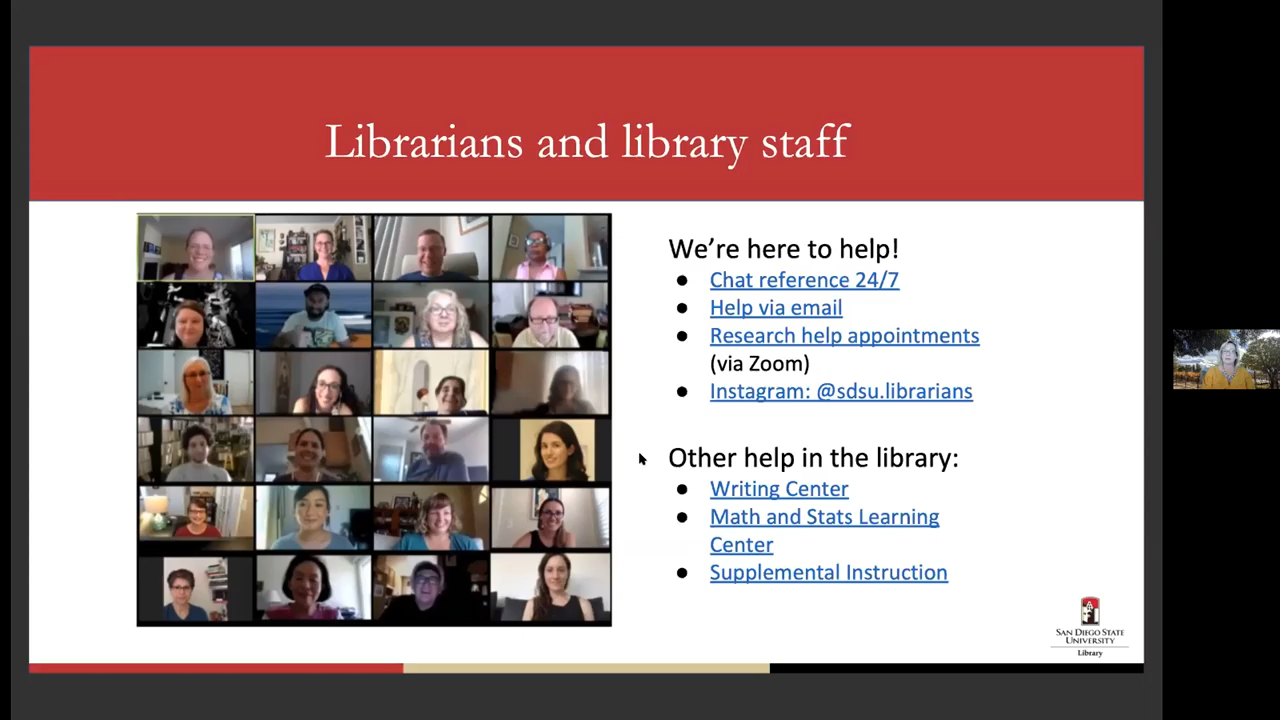 Librarians and library staff
We're here to help!
● Chat reference 24/7
● Help via email
● Research help appointments
(via Zoom)
● Instagram: @sdsu.librarians
Other help in the library:
● Writing Center
● Math and Stats Learning
Center
● Supplemental Instruction
SAN DIEGO STATE
UNIVERSITY
Library